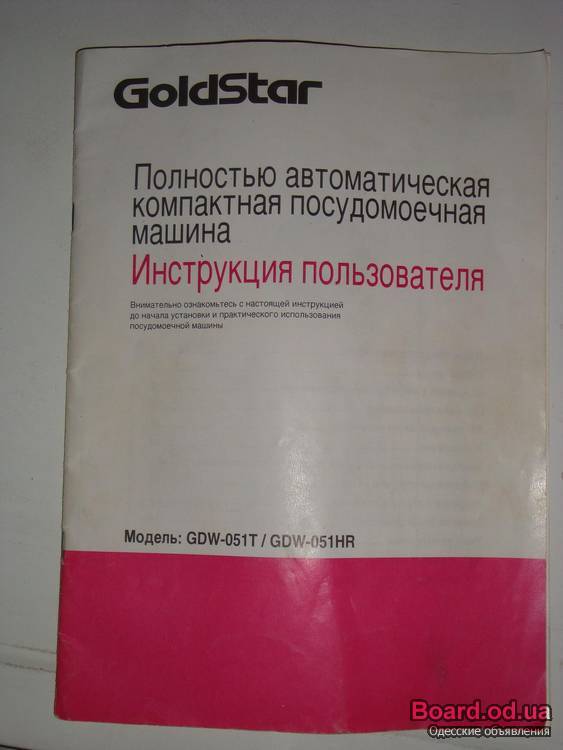 GoldStar
Полностью автоматическая
компактная посудомоечная
машина
Инструкция пользователя
Внимательно ознакомьтесь с настоящей инструкцией
до начала установки и практического использования
посудомоечной машины
Модель: GDW-051T / GDW-051HR
Board.od.ua
Одесские объявления